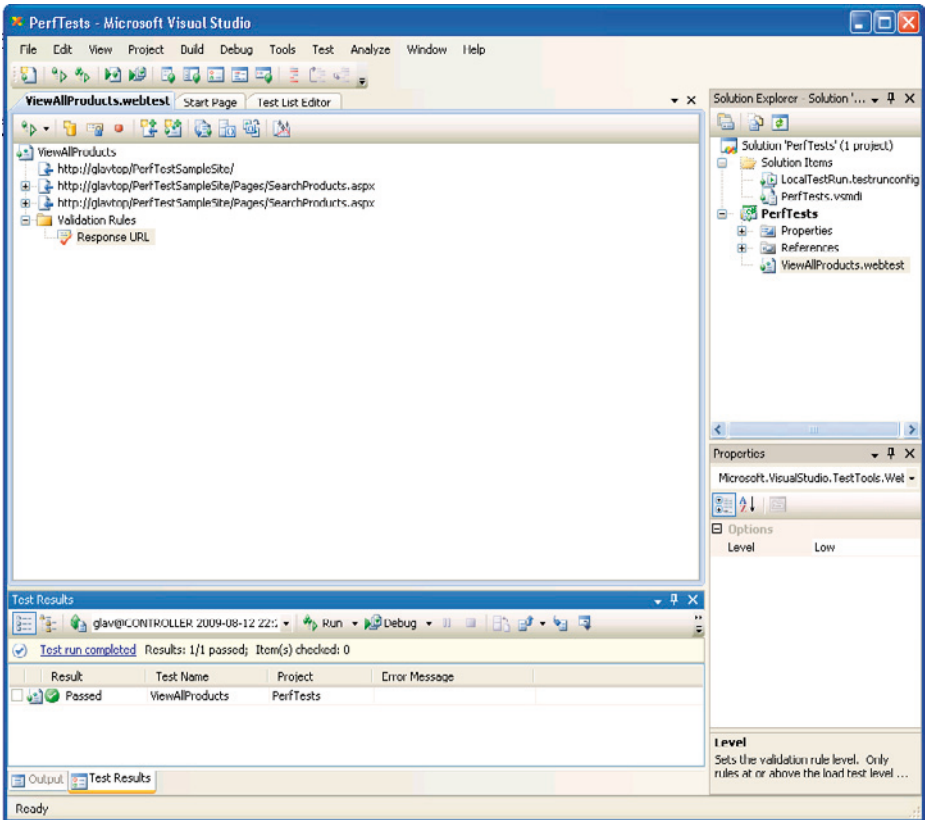 PerfTests - Microsoft Visual Studio
File Edit View Project Build Debug Tools Test Analyze Window Help
ViewAllProducts.webtest Start Page Test List Editor
ViewAllProducts
http://glavtop/PerfTestSampleSite/
http://glavtop/PerfTestSampleSite/Pages/SearchProducts.aspx
http://glavtop/PerfTestSampleSite/Pages/SearchProducts.aspx
Validation Rules
Response URL
Solution Explorer - Solution '...
Solution 'PerfTests' (1 project)
Solution Items
LocalTestRun.testrunconfig
PerfTests.vsmdi
PerfTests
Properties
References
ViewAllProducts.webtest
Properties
Microsoft.VisualStudio.TestTools.Wet
Options
Level Low
Level
Sets the validation rule level. Only
rules at or above the load test level ...
Test Results
glav@CONTROLLER 2009-08-12 22:2 Run Debug
Test run completed Results: 1/1 passed; Item(s) checked: 0
Result Test Name Project Error Message
Passed ViewAllProducts PerfTests
Output Test Results
Ready